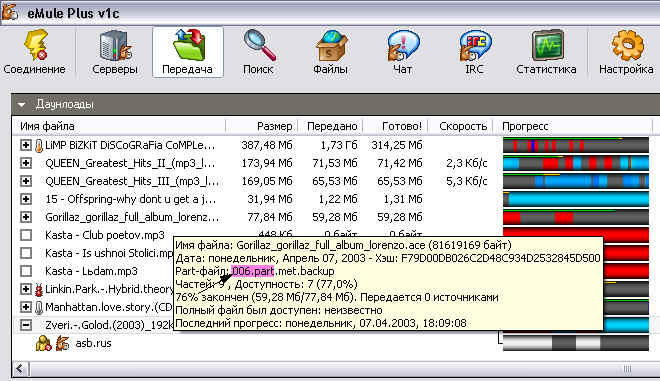 eMule Plus v1c
Соединение Серверы Передача Поиск Файлы Чат IRC Статистика Настройка
Даунлоады
Имя файла Размер Передано Готово! Скорость Прогресс
LiMP BiZKiT DiSCoGRaFia CoMPLe... 387,48 Мб 1,73 Гб 314,25 Мб
QUEEN_Greatest_Hits_II_(mp3_l... 173,94 Мб 71,53 Мб 71,42 Мб 2,3 Кб/с
QUEEN_Greatest_Hits_III_(mp3_l... 169,05 Мб 65,53 Мб 65,53 Мб 5,3 Кб/с
15 - Offspring-why dont u get a j... 31,94 Мб 1,22 Мб 1,31 Мб
Gorillaz_gorillaz_full_album_lorenzo... 77,84 Мб 59,28 Мб 59,28 Мб
Kasta - Club poetov.mp3 448 Кб 0 байт 0 байт
Kasta - Is ushnoi Stolici.mp
Kasta - Ььdam.mp3
Linkin.Park.-.Hybrid.theory
Manhattan.love.story.(CD
Zveri.-.Golod.(2003)_192k
asb.rus
Имя файла: Gorillaz_gorillaz_full_album_lorenzo.ace (81619169 байт)
Дата: понедельник, Апрель 07, 2003 - Хэш: F79D00DB026C2D48C934D2532845D500
Part-файл: 006.part.met.backup
Частей: 9 , Доступность: 7 (77,0%)
76% закончен (59,28 Мб/77,84 Мб). Передается 0 источниками
Полный файл был доступен: неизвестно
Последний прогресс: понедельник, 07.04.2003, 18:09:08